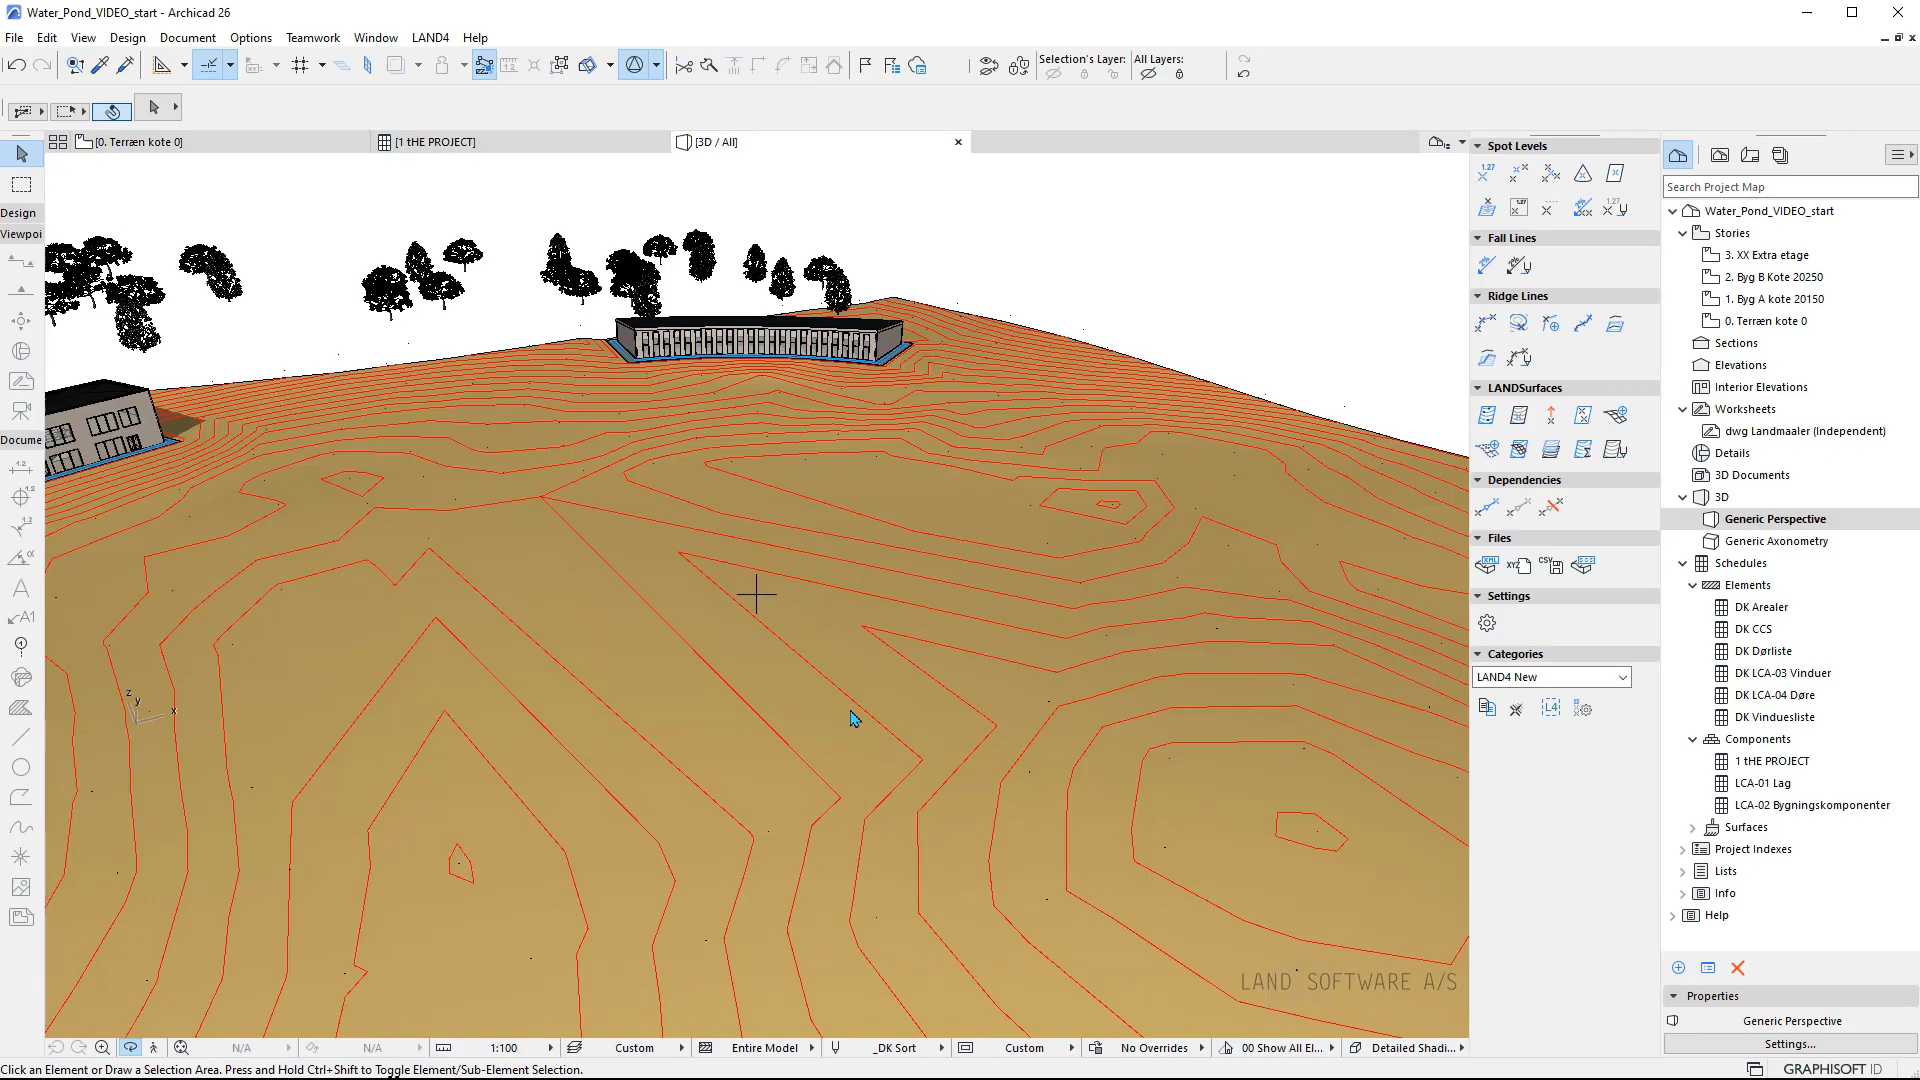 Water_Pond_VIDEO_start - Archicad 26
File Edit View Design Document Options Teamwork Window LAND4 Help
Selection's Layer: All Layers:
[0. Terræn kote 0] [1 tHE PROJECT] [3D / All]
Design
Viewpoi
Docume
Spot Levels
Fall Lines
Ridge Lines
LANDSurfaces
Dependencies
Files
Settings
Categories
LAND4 New
Search Project Map
Water_Pond_VIDEO_start
Stories
3. XX Extra etage
2. Byg B Kote 20250
1. Byg A kote 20150
0. Terræn kote 0
Sections
Elevations
Interior Elevations
Worksheets
dwg Landmaaler (Independent)
Details
3D Documents
3D
Generic Perspective
Generic Axonometry
Schedules
Elements
DK Arealer
DK CCS
DK Dørliste
DK LCA-03 Vinduer
DK LCA-04 Døre
DK Vinduesliste
Components
1 tHE PROJECT
LCA-01 Lag
LCA-02 Bygningskomponenter
Surfaces
Project Indexes
Lists
Info
Help
Properties
Generic Perspective
Settings...
z
y
x
LAND SOFTWARE A/S
N/A N/A 1:100 Custom Entire Model _DK Sort Custom No Overrides 00 Show All El... Detailed Shadi...
Click an Element or Draw a Selection Area. Press and Hold Ctrl+Shift to Toggle Element/Sub-Element Selection.
GRAPHISOFT ID